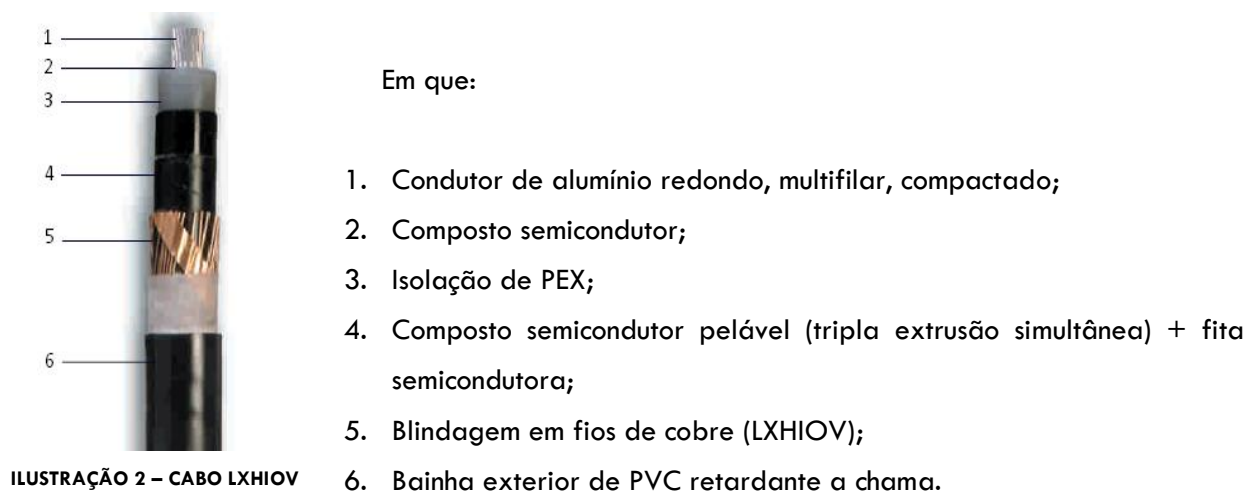 1
2
3
4
5
6
ILUSTRAÇÃO 2 – CABO LXHIOV
Em que:
1. Condutor de alumínio redondo, multifilar, compactado;
2. Composto semicondutor;
3. Isolação de PEX;
4. Composto semicondutor pelável (tripla extrusão simultânea) + fita
semicondutora;
5. Blindagem em fios de cobre (LXHIOV);
6. Bainha exterior de PVC retardante a chama.